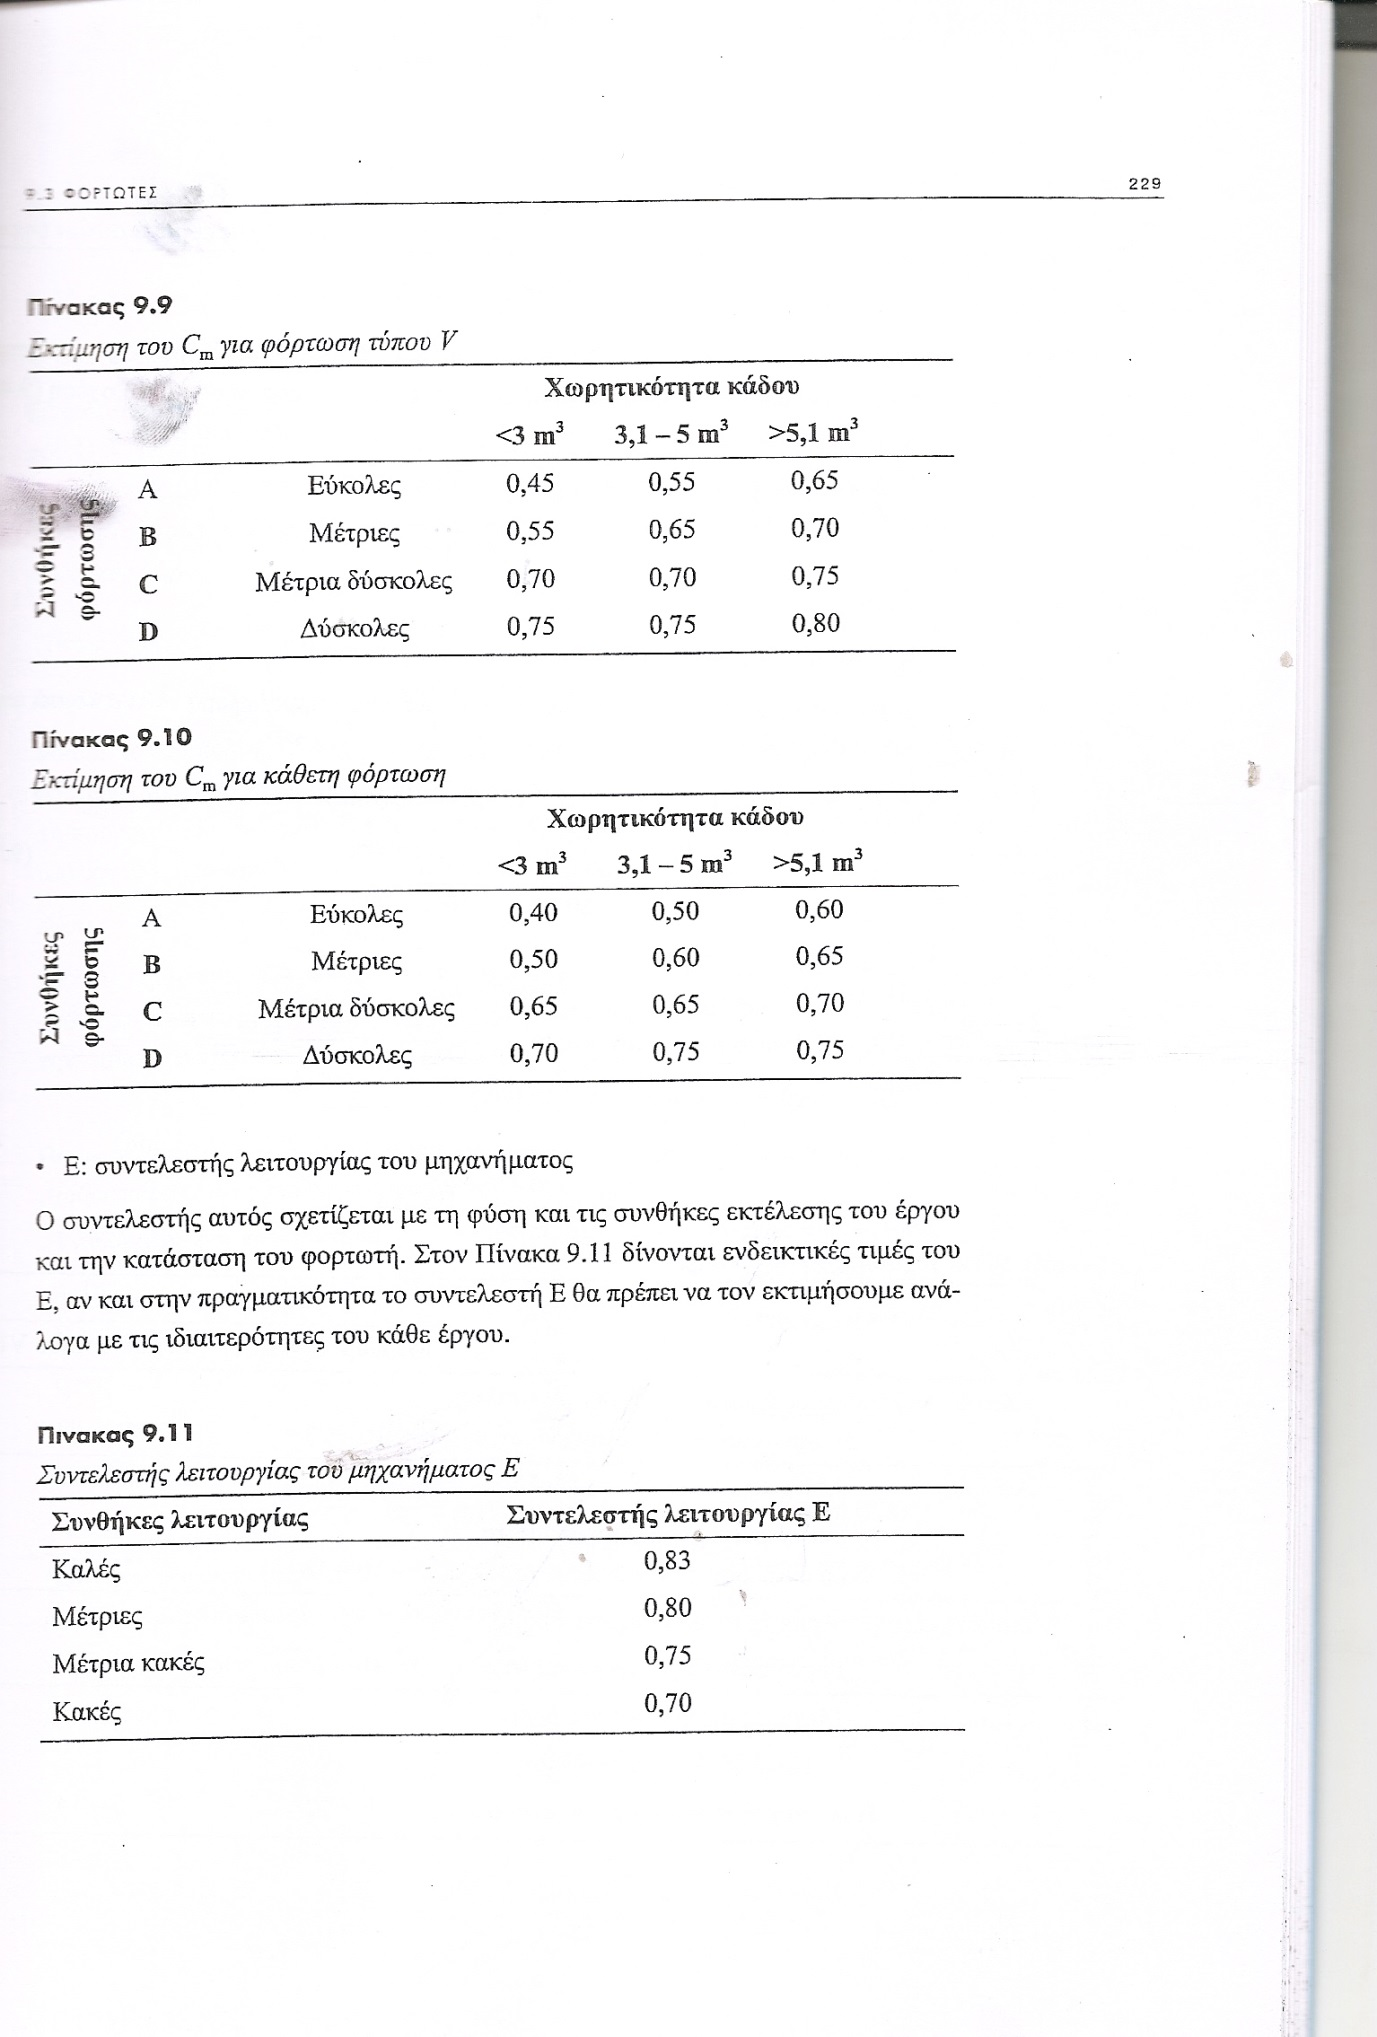 9.3 ΦΟΡΤΩΤΕΣ
229
Πίνακας 9.9
Εκτίμηση του Cm για φόρτωση τύπου V
Χωρητικότητα κάδου
<3 m³ 3,1 – 5 m³ >5,1 m³
Συνθήκες φόρτωσης
A Εύκολες 0,45 0,55 0,65
B Μέτριες 0,55 0,65 0,70
C Μέτρια δύσκολες 0,70 0,70 0,75
D Δύσκολες 0,75 0,75 0,80
Πίνακας 9.10
Εκτίμηση του Cm για κάθετη φόρτωση
Χωρητικότητα κάδου
<3 m³ 3,1 – 5 m³ >5,1 m³
Συνθήκες φόρτωσης
A Εύκολες 0,40 0,50 0,60
B Μέτριες 0,50 0,60 0,65
C Μέτρια δύσκολες 0,65 0,65 0,70
D Δύσκολες 0,70 0,75 0,75
• Ε: συντελεστής λειτουργίας του μηχανήματος
Ο συντελεστής αυτός σχετίζεται με τη φύση και τις συνθήκες εκτέλεσης του έργου
και την κατάσταση του φορτωτή. Στον Πίνακα 9.11 δίνονται ενδεικτικές τιμές του
Ε, αν και στην πραγματικότητα το συντελεστή Ε θα πρέπει να τον εκτιμήσουμε ανά-
λογα με τις ιδιαιτερότητες του κάθε έργου.
Πινακας 9.11
Συντελεστής λειτουργίας του μηχανήματος Ε
Συνθήκες λειτουργίας Συντελεστής λειτουργίας Ε
Καλές 0,83
Μέτριες 0,80
Μέτρια κακές 0,75
Κακές 0,70